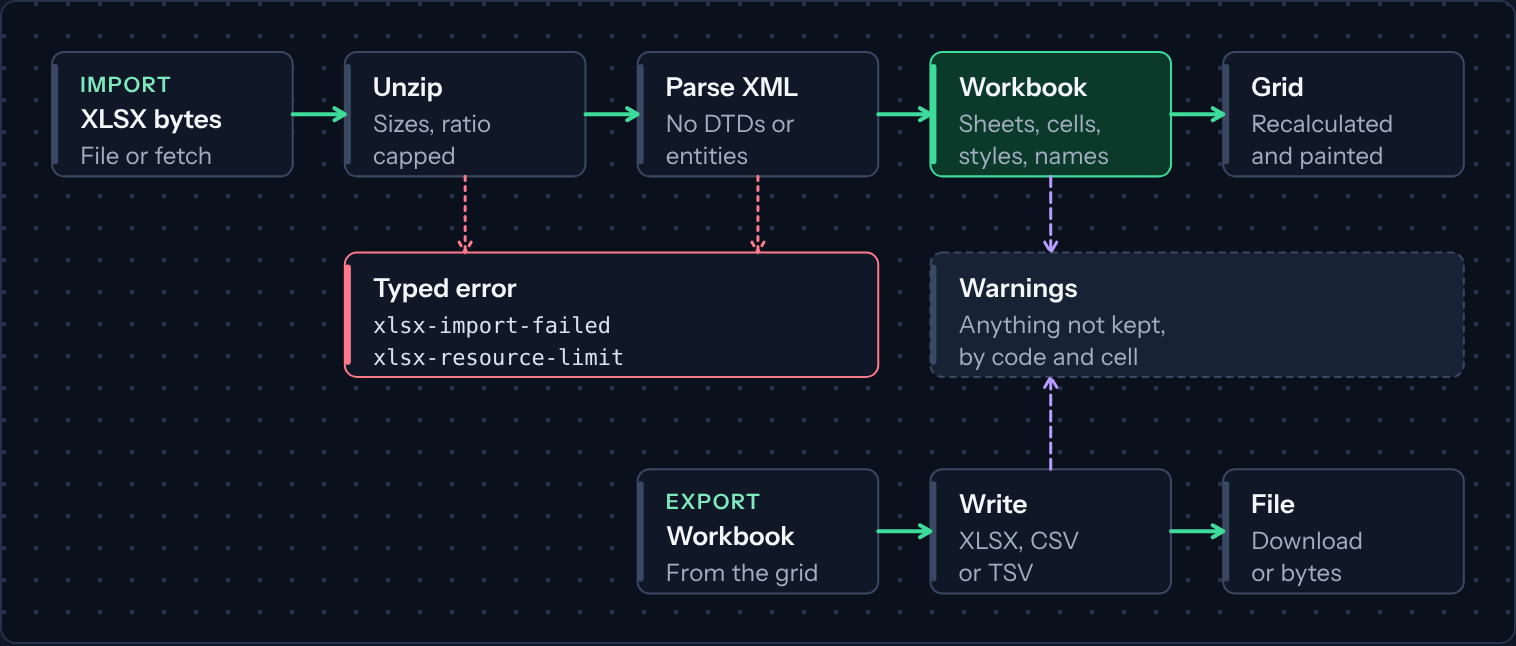 IMPORT
XLSX bytes
File or fetch
Unzip
Sizes, ratio
capped
Parse XML
No DTDs or
entities
Workbook
Sheets, cells,
styles, names
Grid
Recalculated
and painted
Typed error
xlsx-import-failed
xlsx-resource-limit
Warnings
Anything not kept,
by code and cell
EXPORT
Workbook
From the grid
Write
XLSX, CSV
or TSV
File
Download
or bytes